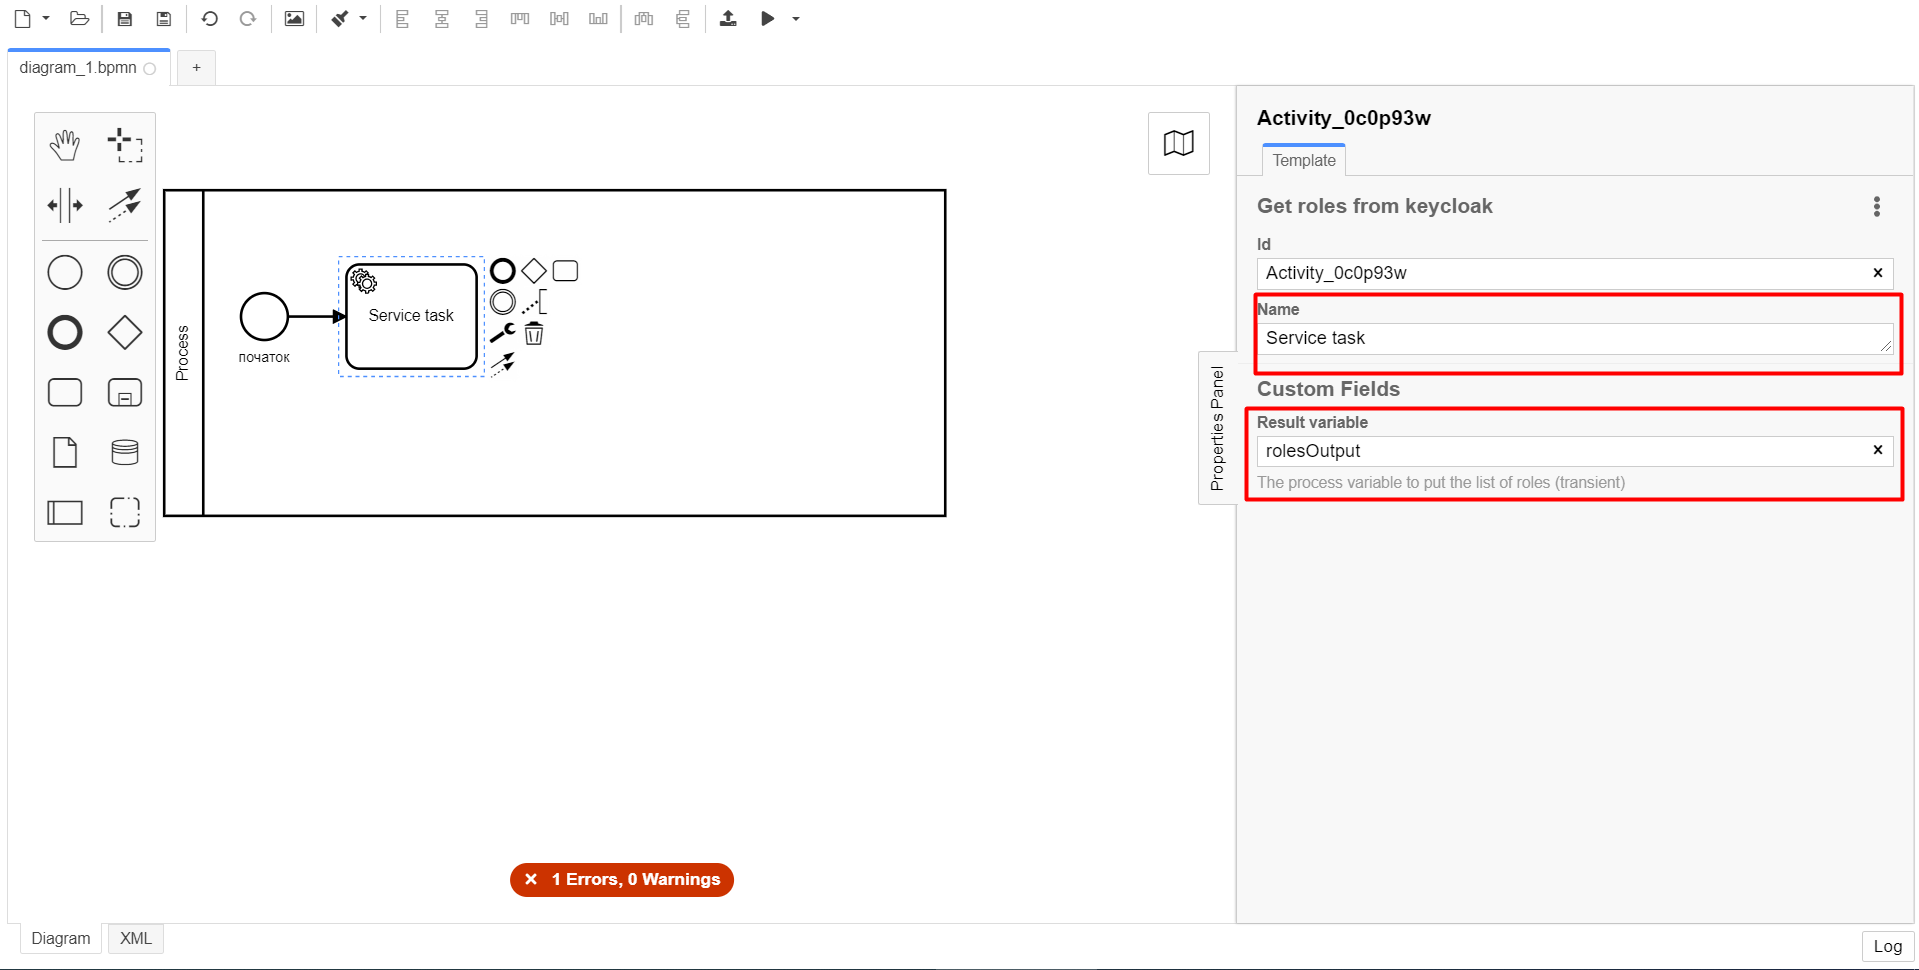 diagram_1.bpmn
+
Process
початок
Service task
1 Errors, 0 Warnings
Properties Panel
Activity_0c0p93w
Template
Get roles from keycloak
Id
Activity_0c0p93w
Name
Service task
Custom Fields
Result variable
rolesOutput
The process variable to put the list of roles (transient)
Diagram
XML
Log